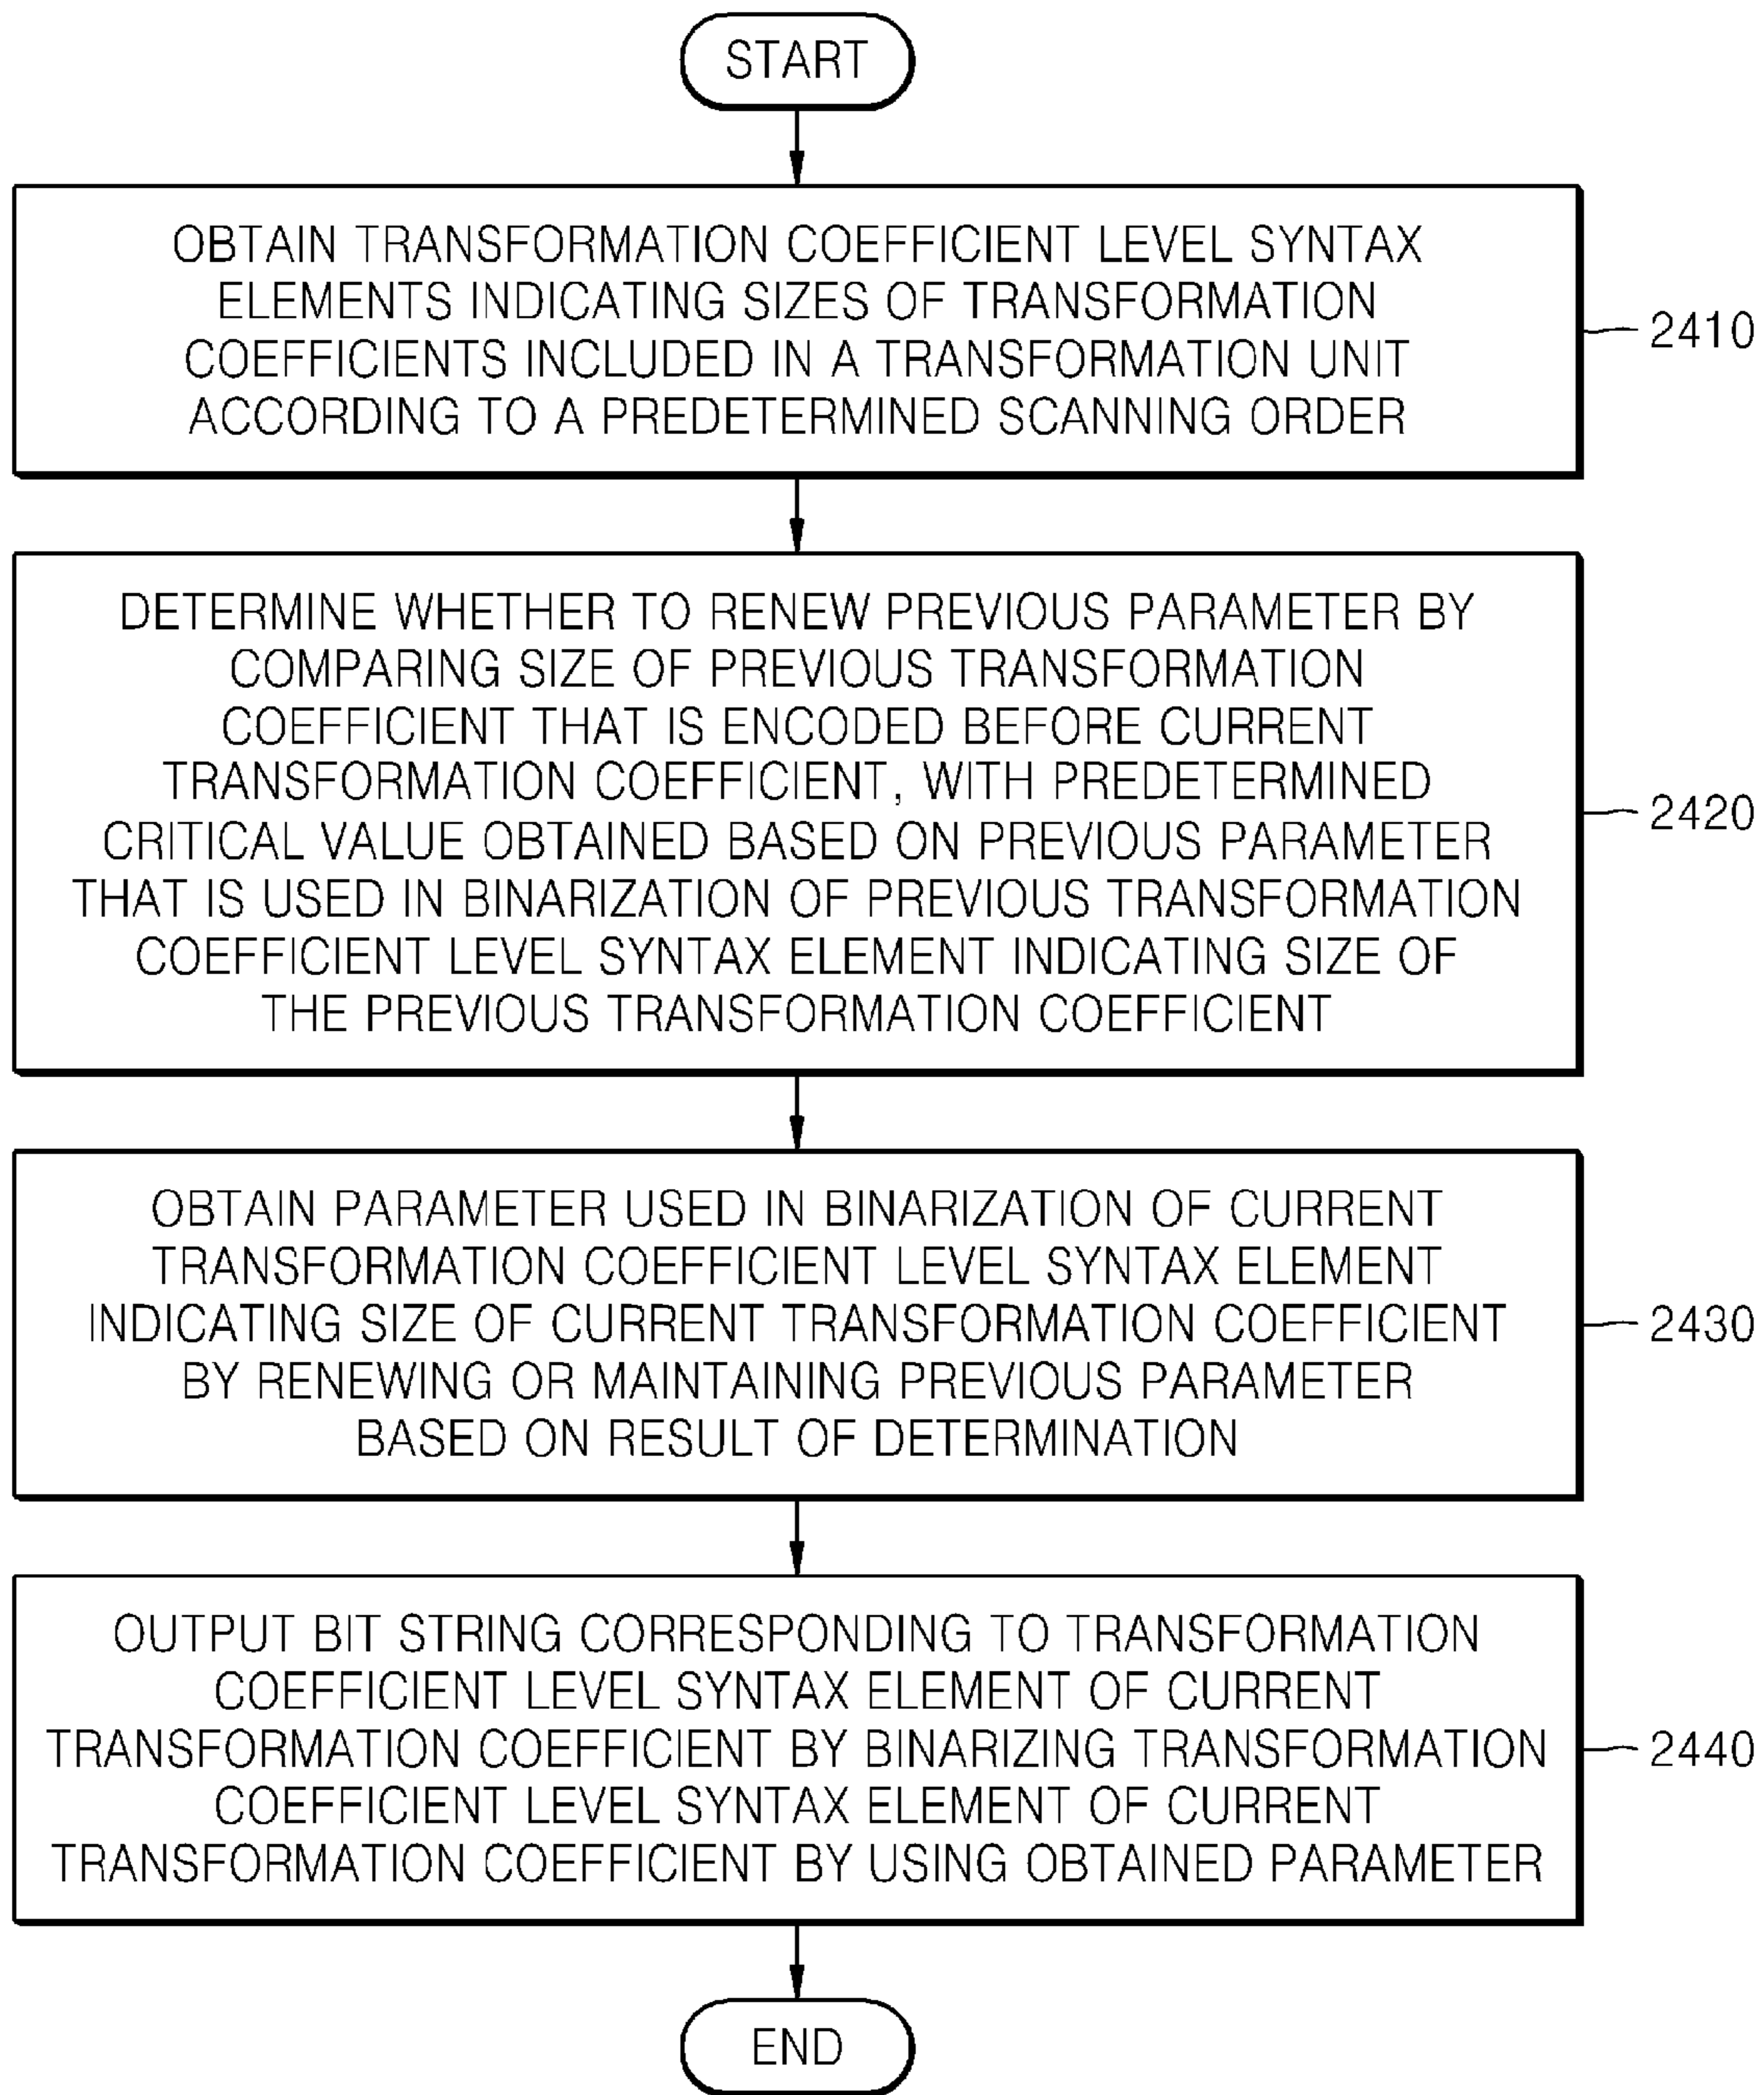 START
OBTAIN TRANSFORMATION COEFFICIENT LEVEL SYNTAX
ELEMENTS INDICATING SIZES OF TRANSFORMATION
COEFFICIENTS INCLUDED IN A TRANSFORMATION UNIT
ACCORDING TO A PREDETERMINED SCANNING ORDER
2410
DETERMINE WHETHER TO RENEW PREVIOUS PARAMETER BY
COMPARING SIZE OF PREVIOUS TRANSFORMATION
COEFFICIENT THAT IS ENCODED BEFORE CURRENT
TRANSFORMATION COEFFICIENT, WITH PREDETERMINED
CRITICAL VALUE OBTAINED BASED ON PREVIOUS PARAMETER
THAT IS USED IN BINARIZATION OF PREVIOUS TRANSFORMATION
COEFFICIENT LEVEL SYNTAX ELEMENT INDICATING SIZE OF
THE PREVIOUS TRANSFORMATION COEFFICIENT
2420
OBTAIN PARAMETER USED IN BINARIZATION OF CURRENT
TRANSFORMATION COEFFICIENT LEVEL SYNTAX ELEMENT
INDICATING SIZE OF CURRENT TRANSFORMATION COEFFICIENT
BY RENEWING OR MAINTAINING PREVIOUS PARAMETER
BASED ON RESULT OF DETERMINATION
2430
OUTPUT BIT STRING CORRESPONDING TO TRANSFORMATION
COEFFICIENT LEVEL SYNTAX ELEMENT OF CURRENT
TRANSFORMATION COEFFICIENT BY BINARIZING TRANSFORMATION
COEFFICIENT LEVEL SYNTAX ELEMENT OF CURRENT
TRANSFORMATION COEFFICIENT BY USING OBTAINED PARAMETER
2440
END